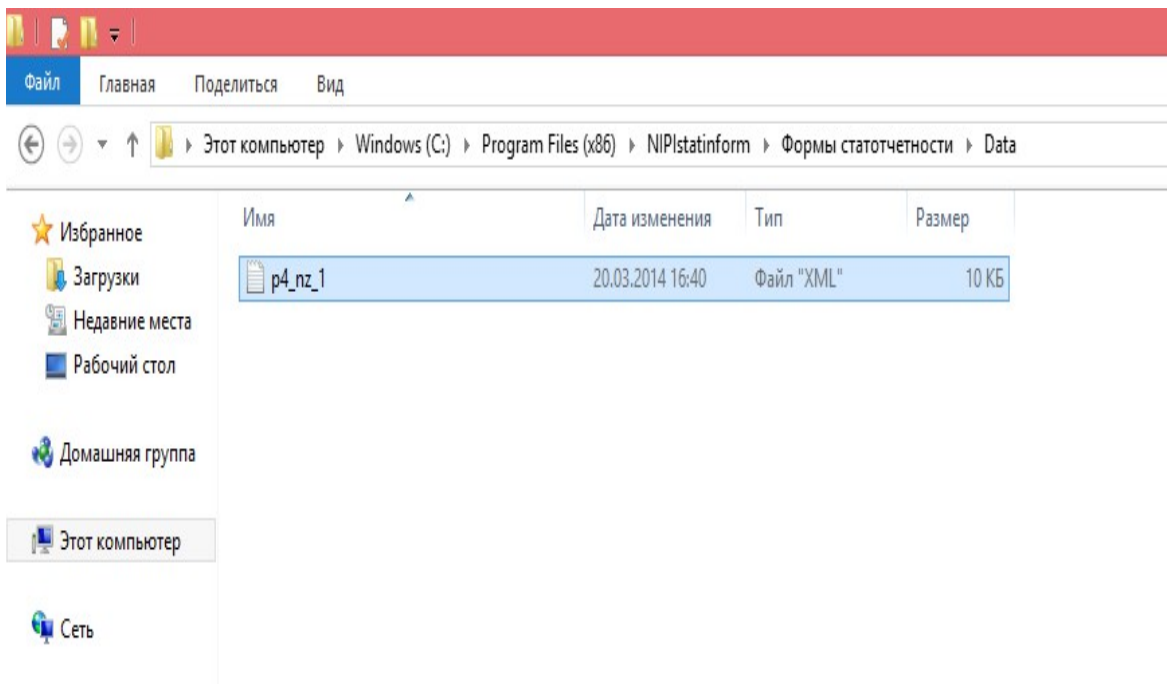 Файл Главная Поделиться Вид
Этот компьютер Windows (C:) Program Files (x86) NIPIstatinform Формы статотчетности Data
Имя Дата изменения Тип Размер
p4_nz_1 20.03.2014 16:40 Файл "XML" 10 КБ
Избранное
Загрузки
Недавние места
Рабочий стол
Домашняя группа
Этот компьютер
Сеть